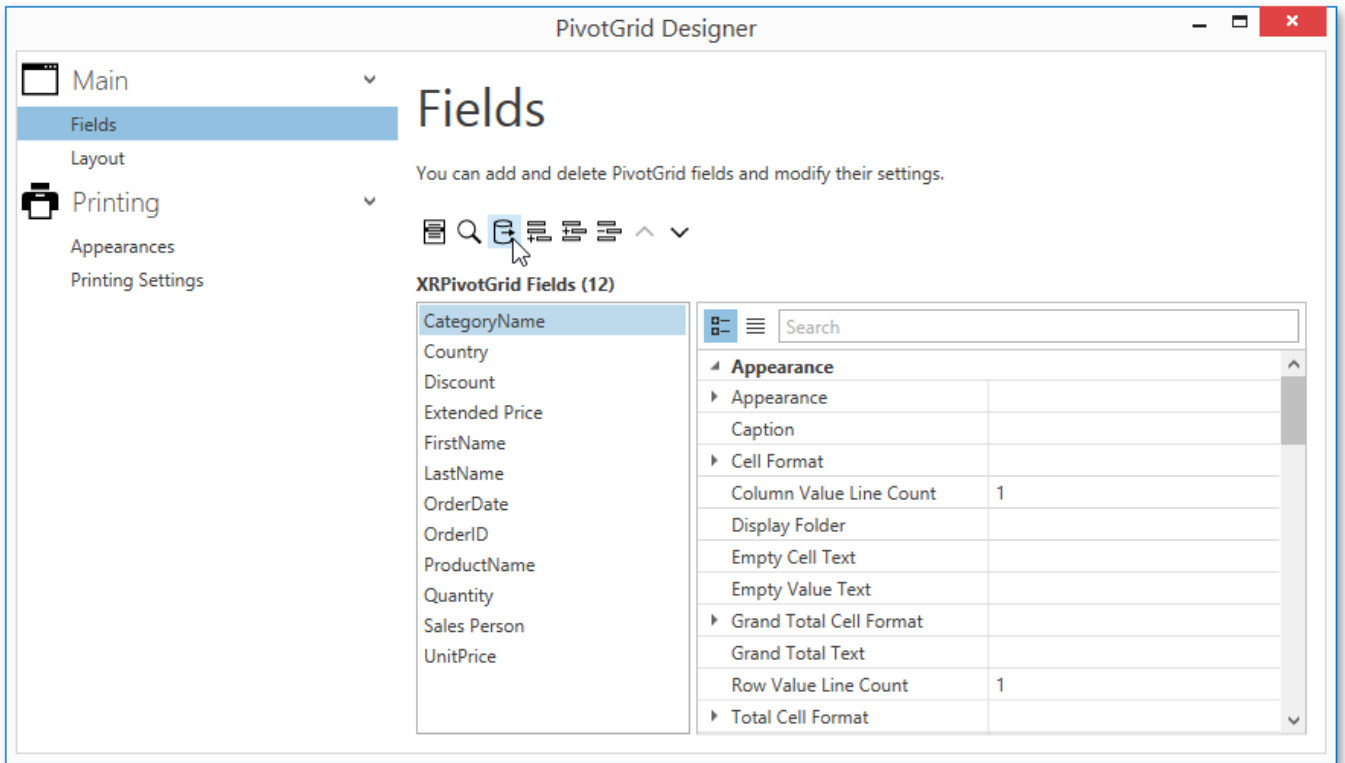 PivotGrid Designer
Main
Fields
Layout
Printing
Appearances
Printing Settings
Fields
You can add and delete PivotGrid fields and modify their settings.
XRPivotGrid Fields (12)
CategoryName
Country
Discount
Extended Price
FirstName
LastName
OrderDate
OrderID
ProductName
Quantity
Sales Person
UnitPrice
Search
Appearance
Appearance
Caption
Cell Format
Column Value Line Count 1
Display Folder
Empty Cell Text
Empty Value Text
Grand Total Cell Format
Grand Total Text
Row Value Line Count 1
Total Cell Format